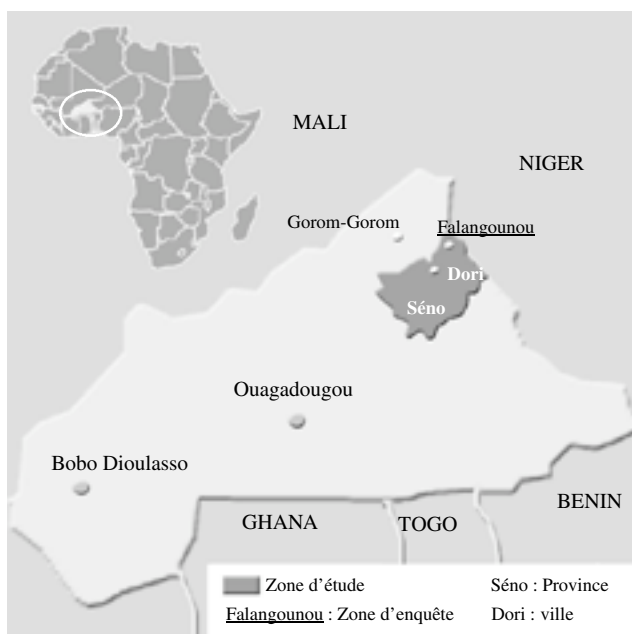 MALI
NIGER
Gorom-Gorom
Falangounou
Dori
Séno
Ouagadougou
Bobo Dioulasso
BENIN
GHANA
TOGO
Zone d'étude
Séno : Province
Falangounou : Zone d'enquête
Dori : ville